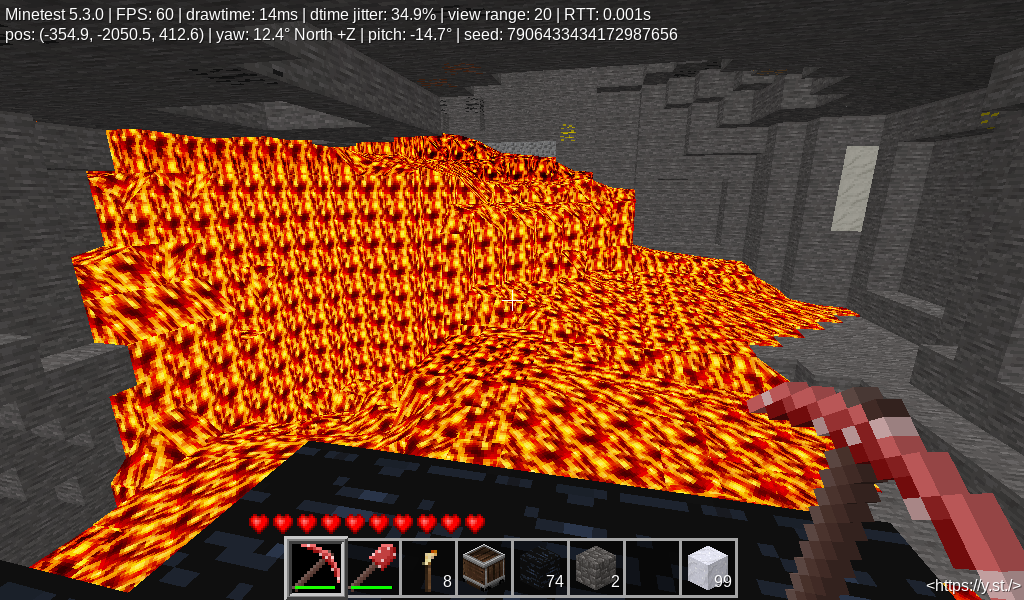 Minetest 5.3.0 | FPS: 60 | drawtime: 14ms | dtime jitter: 34.9% | view range: 20 | RTT: 0.001s
pos: (-354.9, -2050.5, 412.6) | yaw: 12.4° North +Z | pitch: -14.7° | seed: 7906433434172987656
8
74
2
99
<https://y.st./>